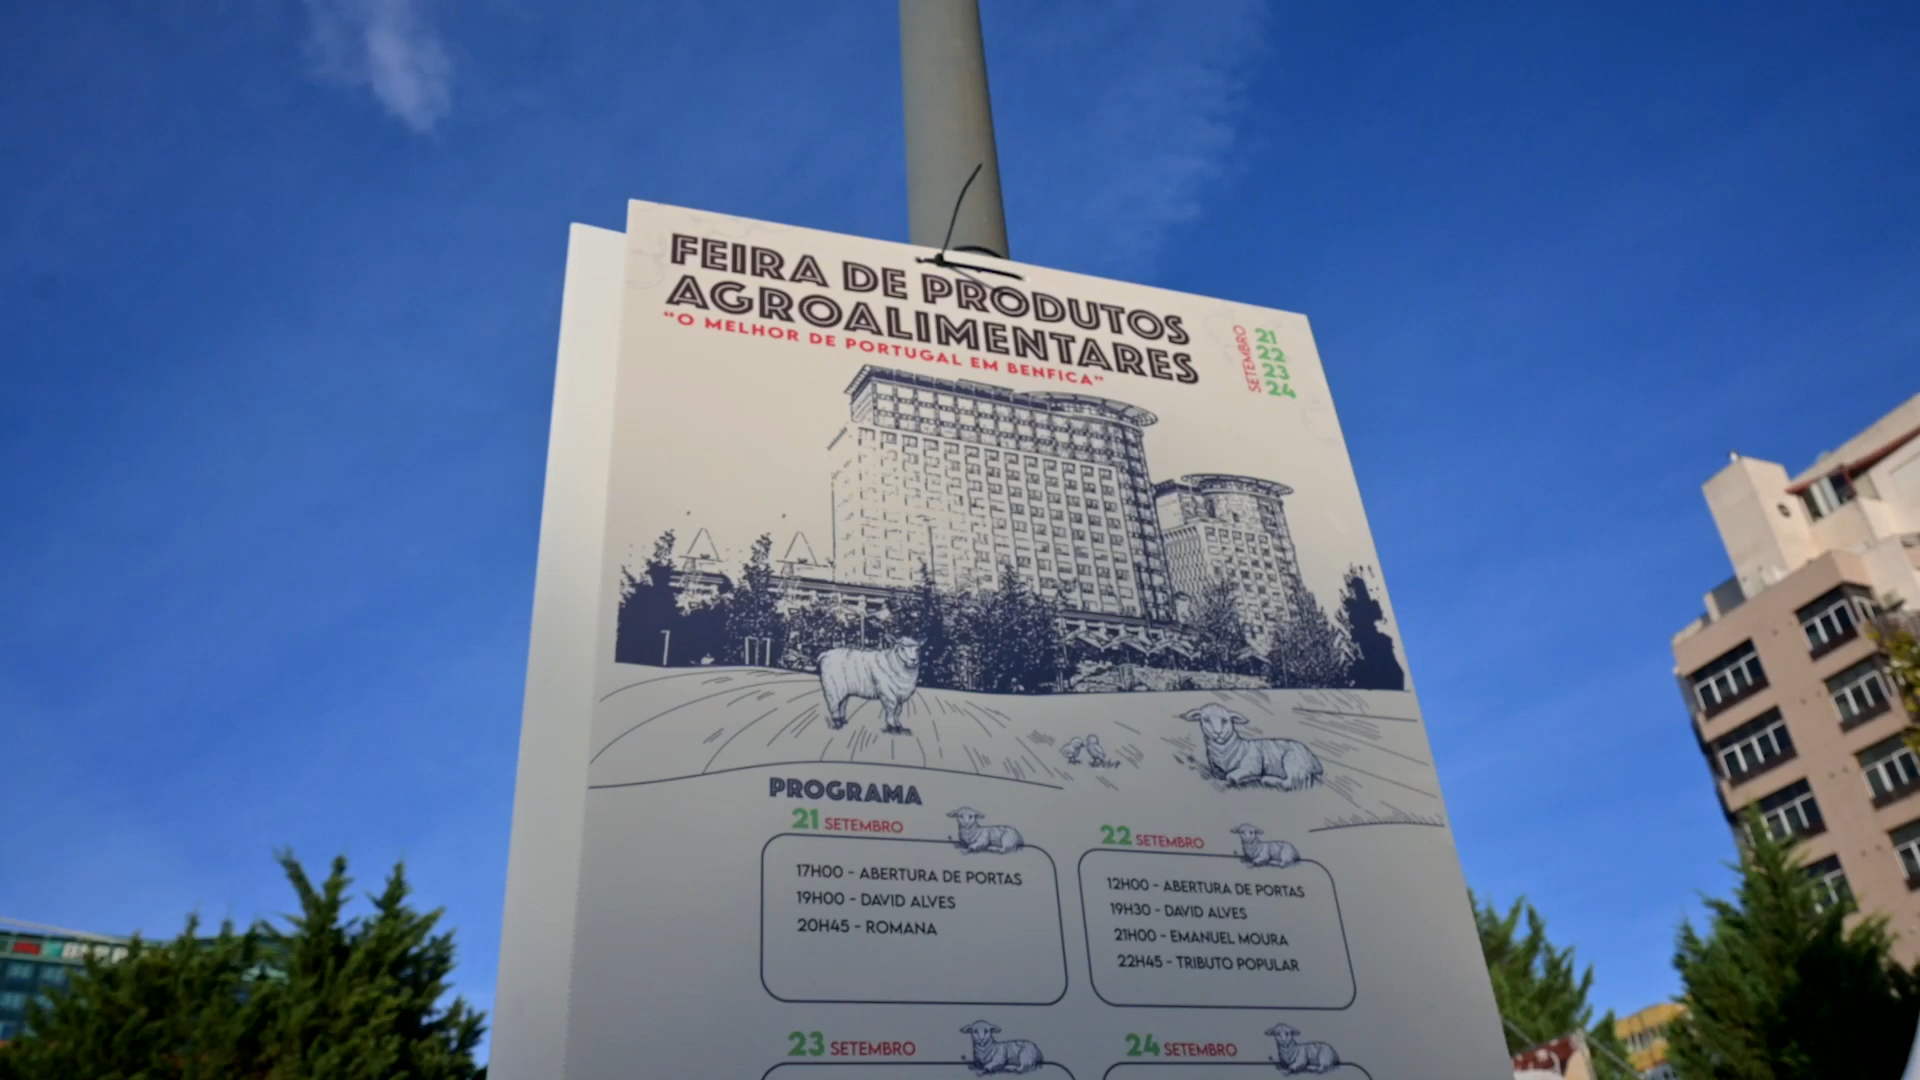 FEIRA DE PRODUTOS
AGROALIMENTARES
"O MELHOR DE PORTUGAL EM BENFICA"
SETEMBRO
21
22
23
24
PROGRAMA
21 SETEMBRO
17H00 - ABERTURA DE PORTAS
19H00 - DAVID ALVES
20H45 - ROMANA
22 SETEMBRO
12H00 - ABERTURA DE PORTAS
19H30 - DAVID ALVES
21H00 - EMANUEL MOURA
22H45 - TRIBUTO POPULAR
23 SETEMBRO
24 SETEMBRO